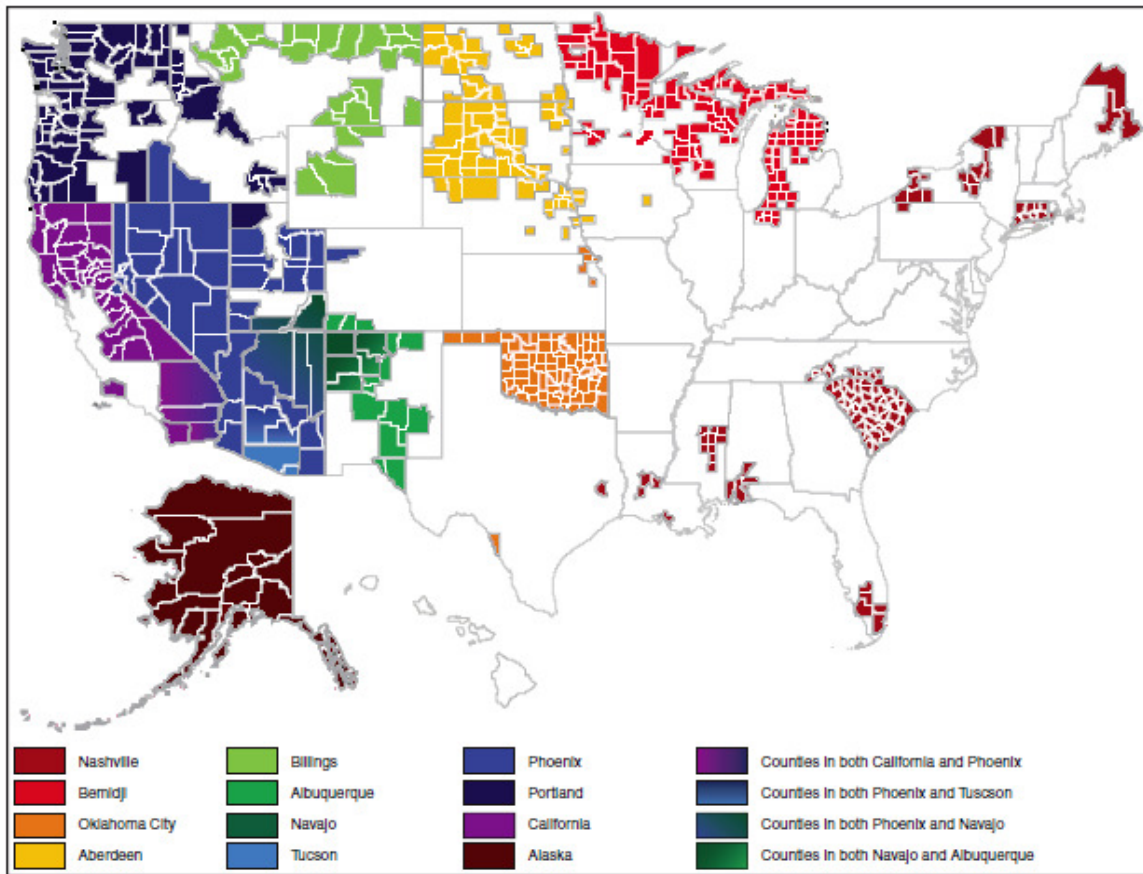 Nashville
Bemidji
Oklahoma City
Aberdeen
Billings
Albuquerque
Navajo
Tucson
Phoenix
Portland
California
Alaska
Counties in both California and Phoenix
Counties in both Phoenix and Tuscson
Counties in both Phoenix and Navajo
Counties in both Navajo and Albuquerque